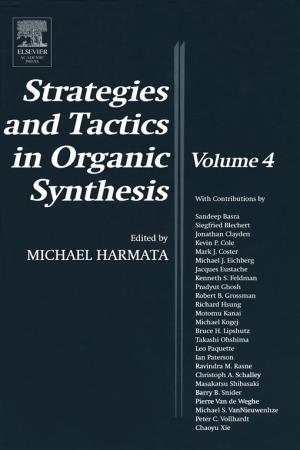 ELSEVIER
ACADEMIC
PRESS
Strategies
and Tactics
in Organic
Synthesis
Volume 4
Edited by
MICHAEL HARMATA
With Contributions by
Sandeep Basra
Siegfried Blechert
Jonathan Clayden
Kevin P. Cole
Mark J. Coster
Michael J. Eichberg
Jacques Eustache
Kenneth S. Feldman
Pradyut Ghosh
Robert B. Grossman
Richard Hsung
Motomu Kanai
Michael Kogej
Bruce H. Lipshutz
Takashi Ohshima
Leo Paquette
Ian Paterson
Ravindra M. Rasne
Christoph A. Schalley
Masakatsu Shibasaki
Barry B. Snider
Pierre Van de Weghe
Michael S. VanNieuwenhze
Peter C. Vollhardt
Chaoyu Xie